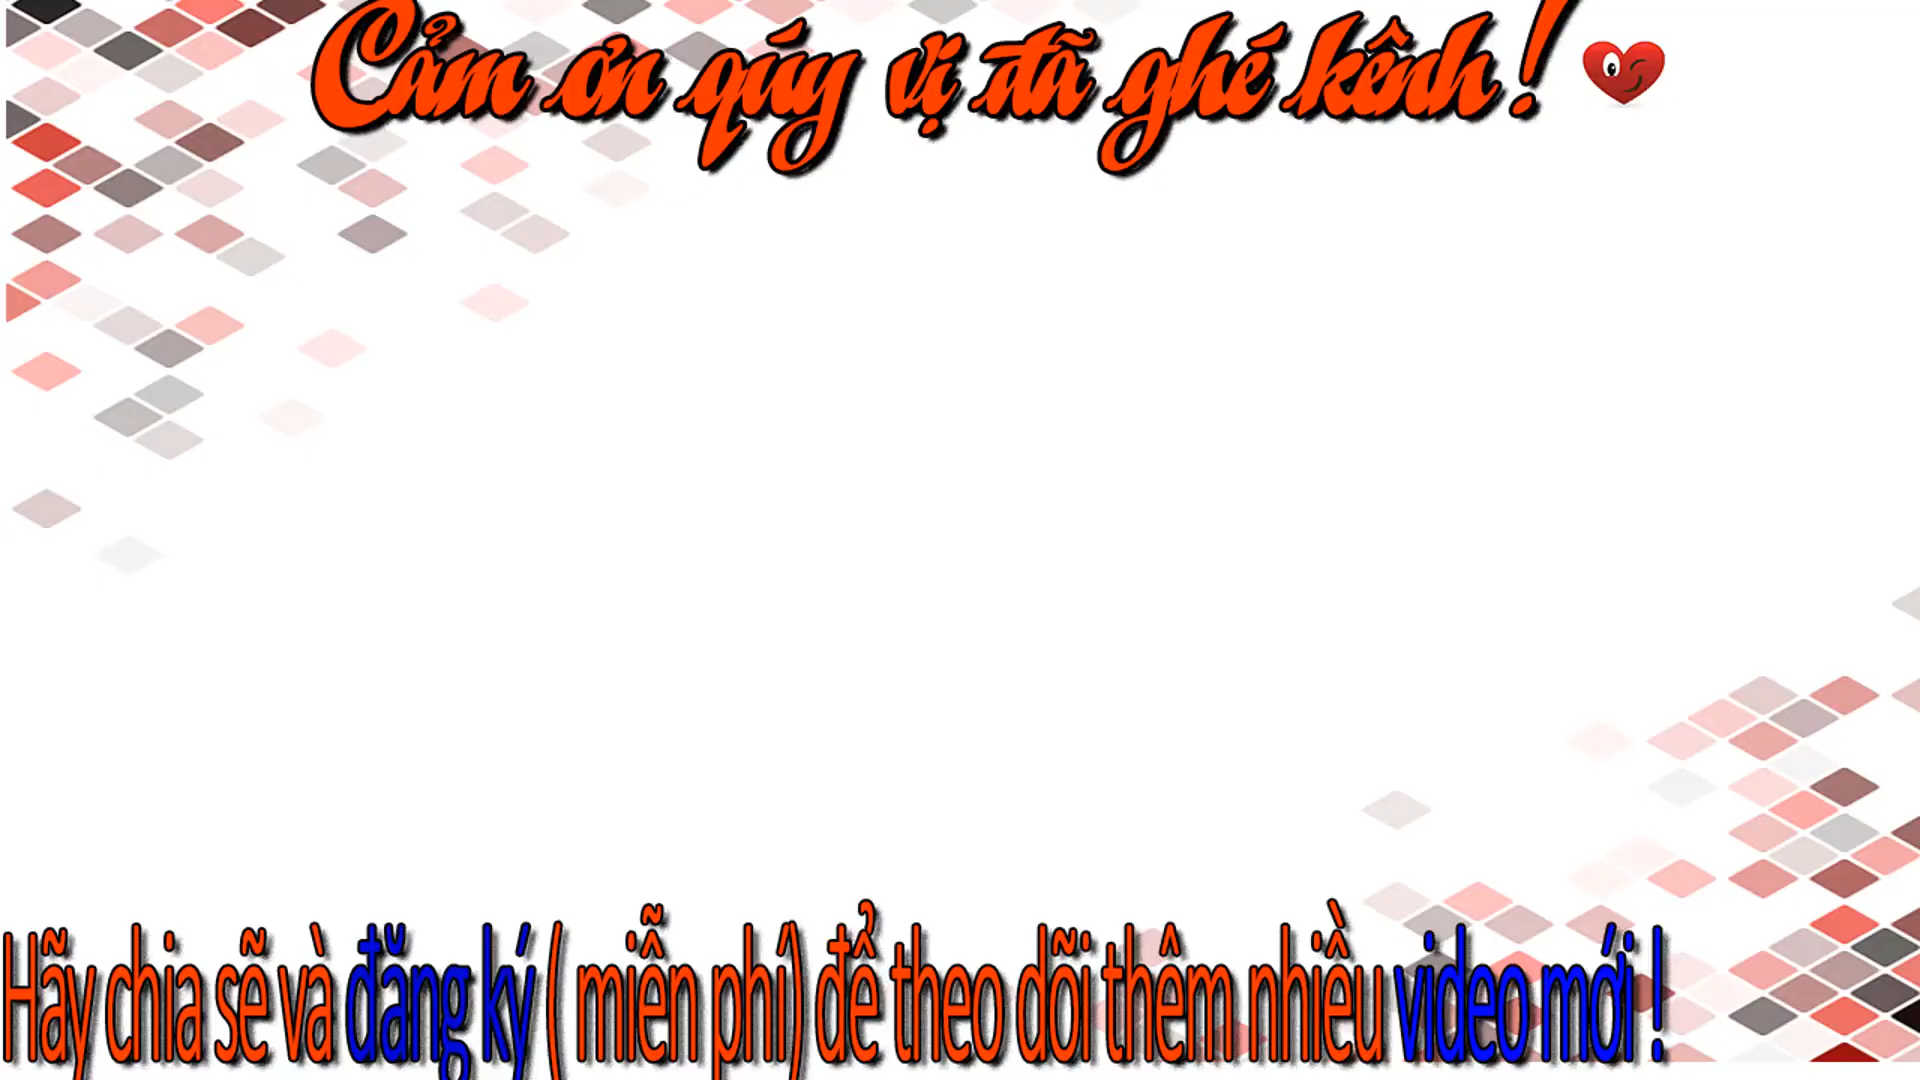 Cảm ơn qúy vị đã ghé kênh !
Hãy chia sẽ và đăng ký ( miễn phí) để theo dõi thêm nhiều video mới !